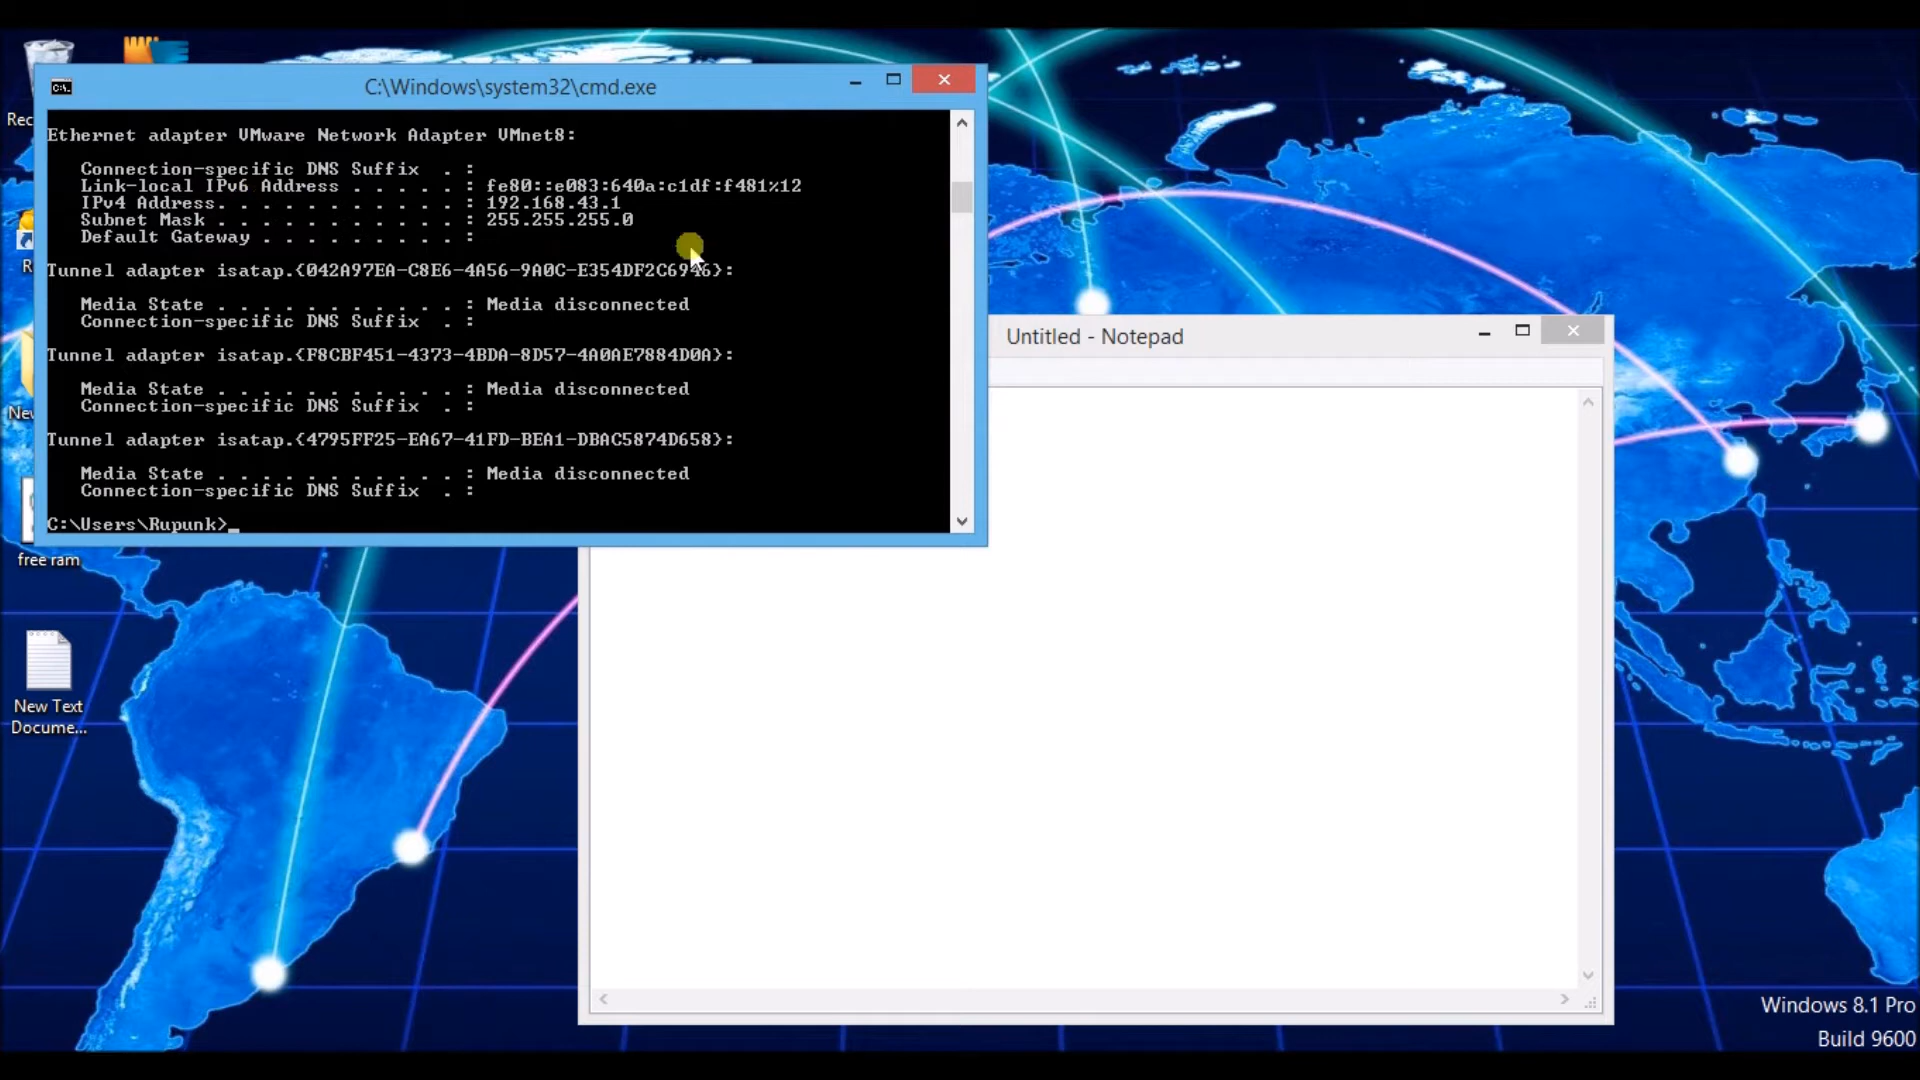 C:\Windows\system32\cmd.exe
Ethernet adapter VMware Network Adapter VMnet8:
Connection-specific DNS Suffix . :
Link-local IPv6 Address . . . . . : fe80::e083:640a:c1df:f481%12
IPv4 Address. . . . . . . . . . . : 192.168.43.1
Subnet Mask . . . . . . . . . . . : 255.255.255.0
Default Gateway . . . . . . . . . :
Tunnel adapter isatap.{042A97EA-C8E6-4A56-9A0C-E354DF2C6946}:
Media State . . . . . . . . . . . : Media disconnected
Connection-specific DNS Suffix . :
Tunnel adapter isatap.{F8CBF451-4373-4BDA-8D57-4A0AE7884D0A}:
Media State . . . . . . . . . . . : Media disconnected
Connection-specific DNS Suffix . :
Tunnel adapter isatap.{4795FF25-EA67-41FD-BEA1-DBAC5874D658}:
Media State . . . . . . . . . . . : Media disconnected
Connection-specific DNS Suffix . :
C:\Users\Rupunk>_
Untitled - Notepad
free ram
New Text
Docume...
Windows 8.1 Pro
Build 9600